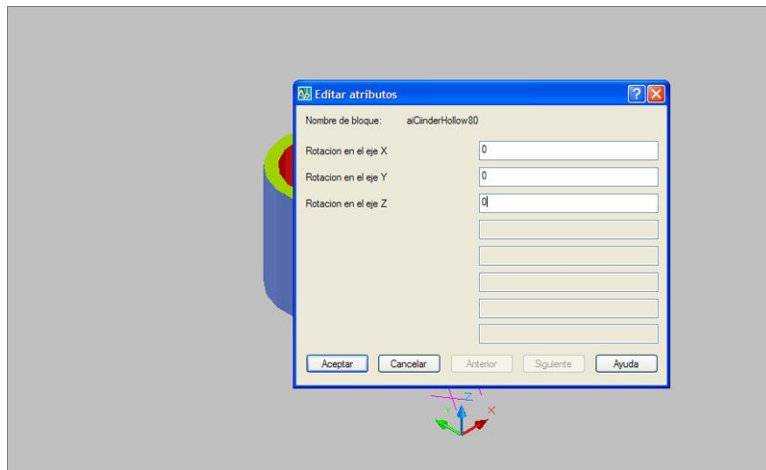 Editar atributos
Nombre de bloque: aiClinderHollow80
Rotacion en el eje X 0
Rotacion en el eje Y 0
Rotacion en el eje Z 0
Aceptar Cancelar Anterior Siguiente Ayuda
Z
Y X